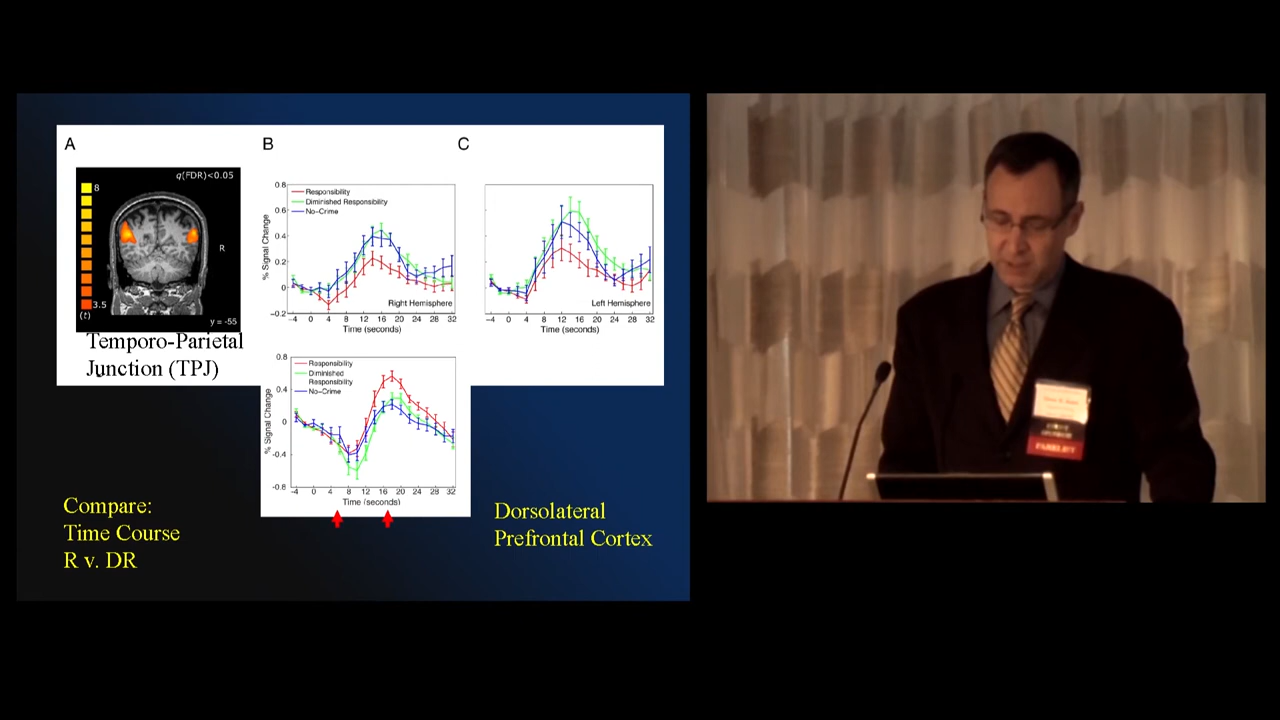 A
B
C
q(FDR)<0.05
8
R
3.5
(t)
y = -55
Temporo-Parietal
Junction (TPJ)
0.8
0.6
0.4
0.2
0
-0.2
% Signal Change
Responsibility
Diminished Responsibility
No-Crime
Right Hemisphere
-4 0 4 8 12 16 20 24 28 32
Time (seconds)
Left Hemisphere
-4 0 4 8 12 16 20 24 28 32
Time (seconds)
0.8
0.4
0
-0.4
-0.8
% Signal Change
Responsibility
Diminished
Responsibility
No-Crime
-4 0 4 8 12 16 20 24 28 32
Time (seconds)
Compare:
Time Course
R v. DR
Dorsolateral
Prefrontal Cortex